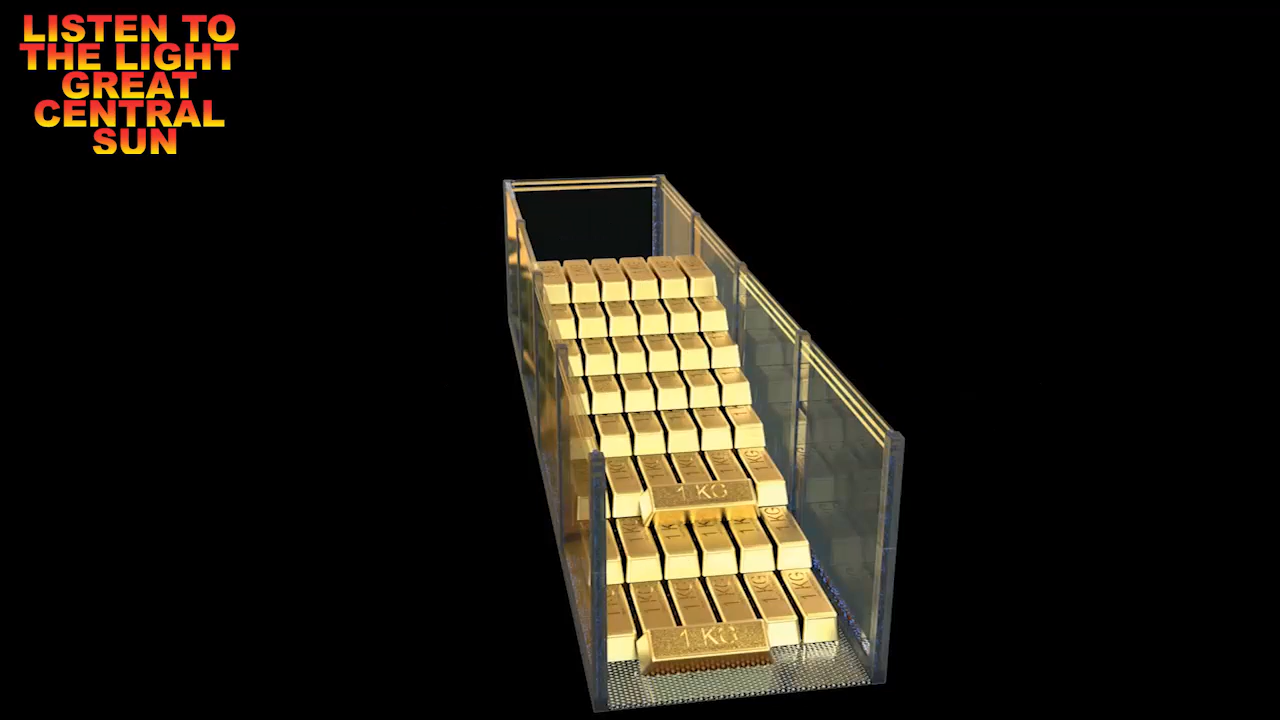 LISTEN TO
THE LIGHT
GREAT
CENTRAL
SUN
1 KG
1 KG